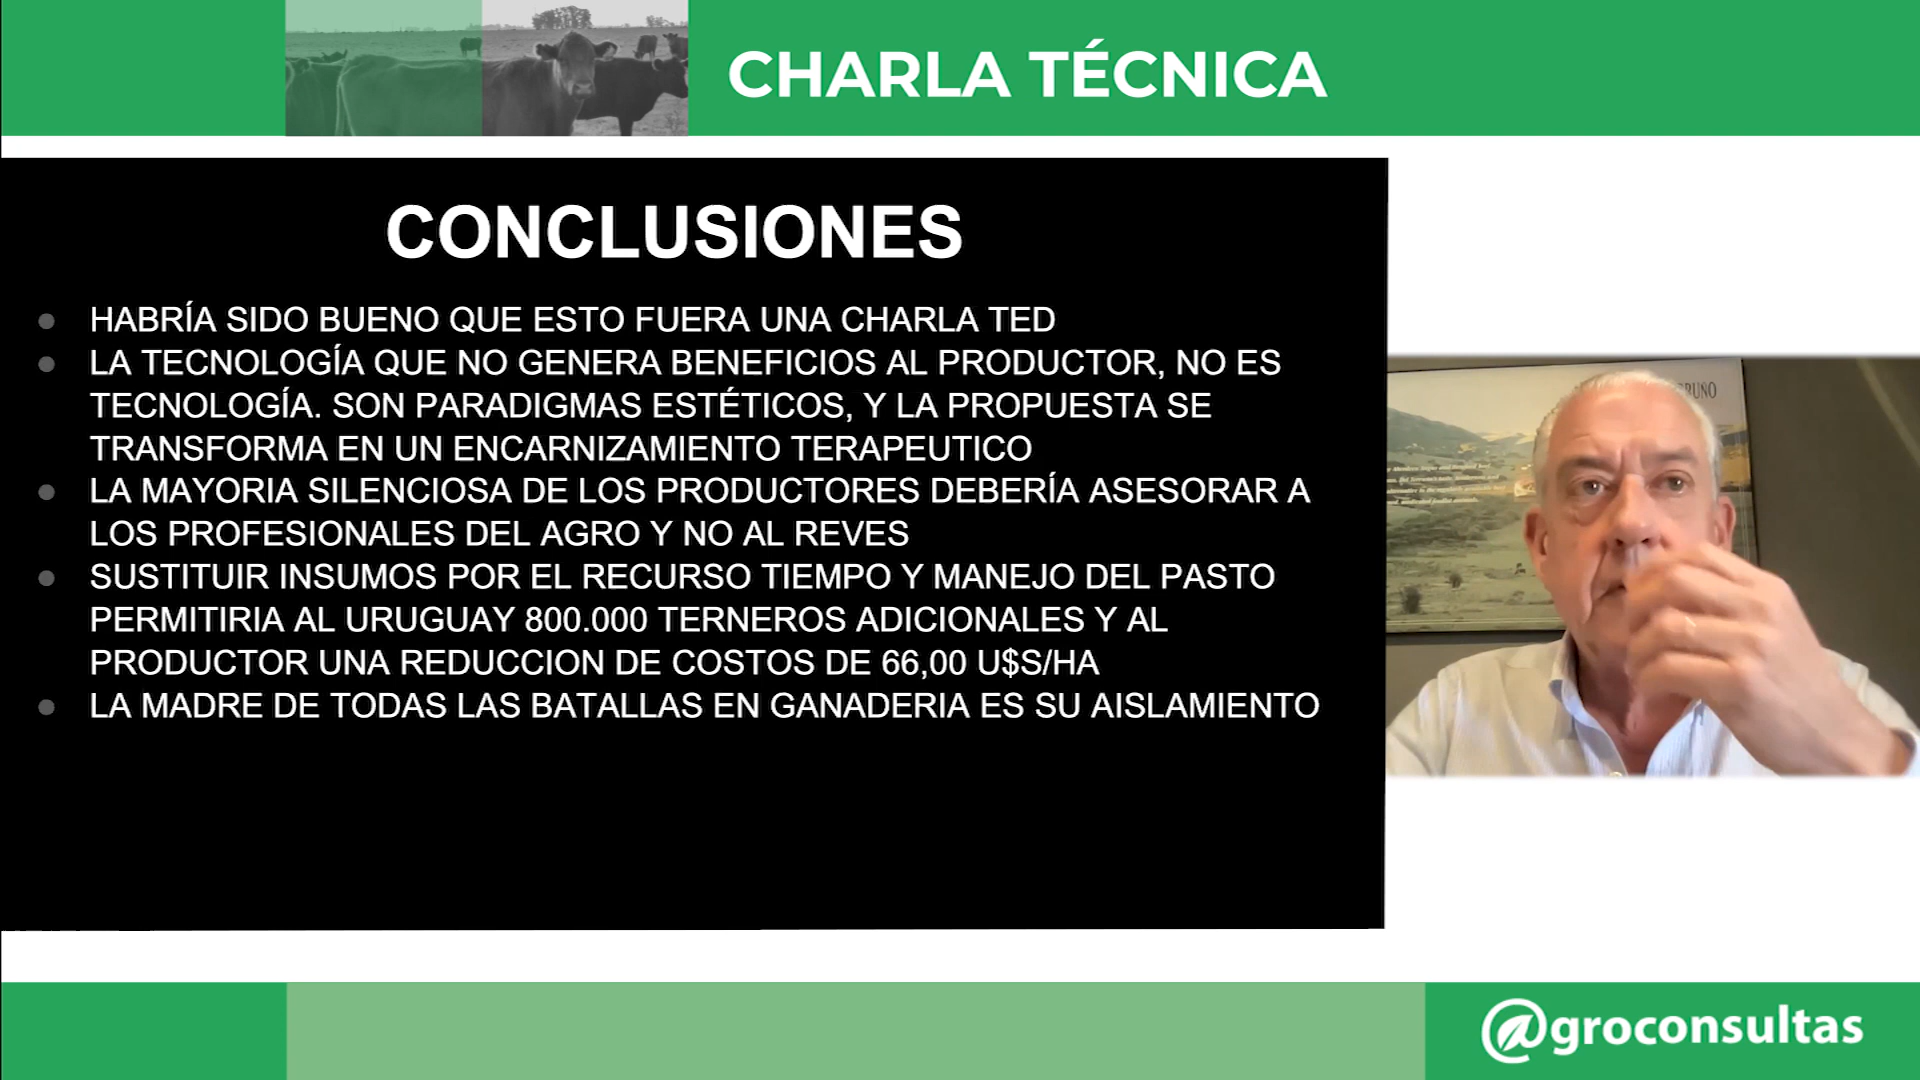 CHARLA TÉCNICA
CONCLUSIONES
HABRÍA SIDO BUENO QUE ESTO FUERA UNA CHARLA TED
LA TECNOLOGÍA QUE NO GENERA BENEFICIOS AL PRODUCTOR, NO ES
TECNOLOGÍA. SON PARADIGMAS ESTÉTICOS, Y LA PROPUESTA SE
TRANSFORMA EN UN ENCARNIZAMIENTO TERAPEUTICO
LA MAYORIA SILENCIOSA DE LOS PRODUCTORES DEBERÍA ASESORAR A
LOS PROFESIONALES DEL AGRO Y NO AL REVES
SUSTITUIR INSUMOS POR EL RECURSO TIEMPO Y MANEJO DEL PASTO
PERMITIRIA AL URUGUAY 800.000 TERNEROS ADICIONALES Y AL
PRODUCTOR UNA REDUCCION DE COSTOS DE 66,00 U$S/HA
LA MADRE DE TODAS LAS BATALLAS EN GANADERIA ES SU AISLAMIENTO
@groconsultas